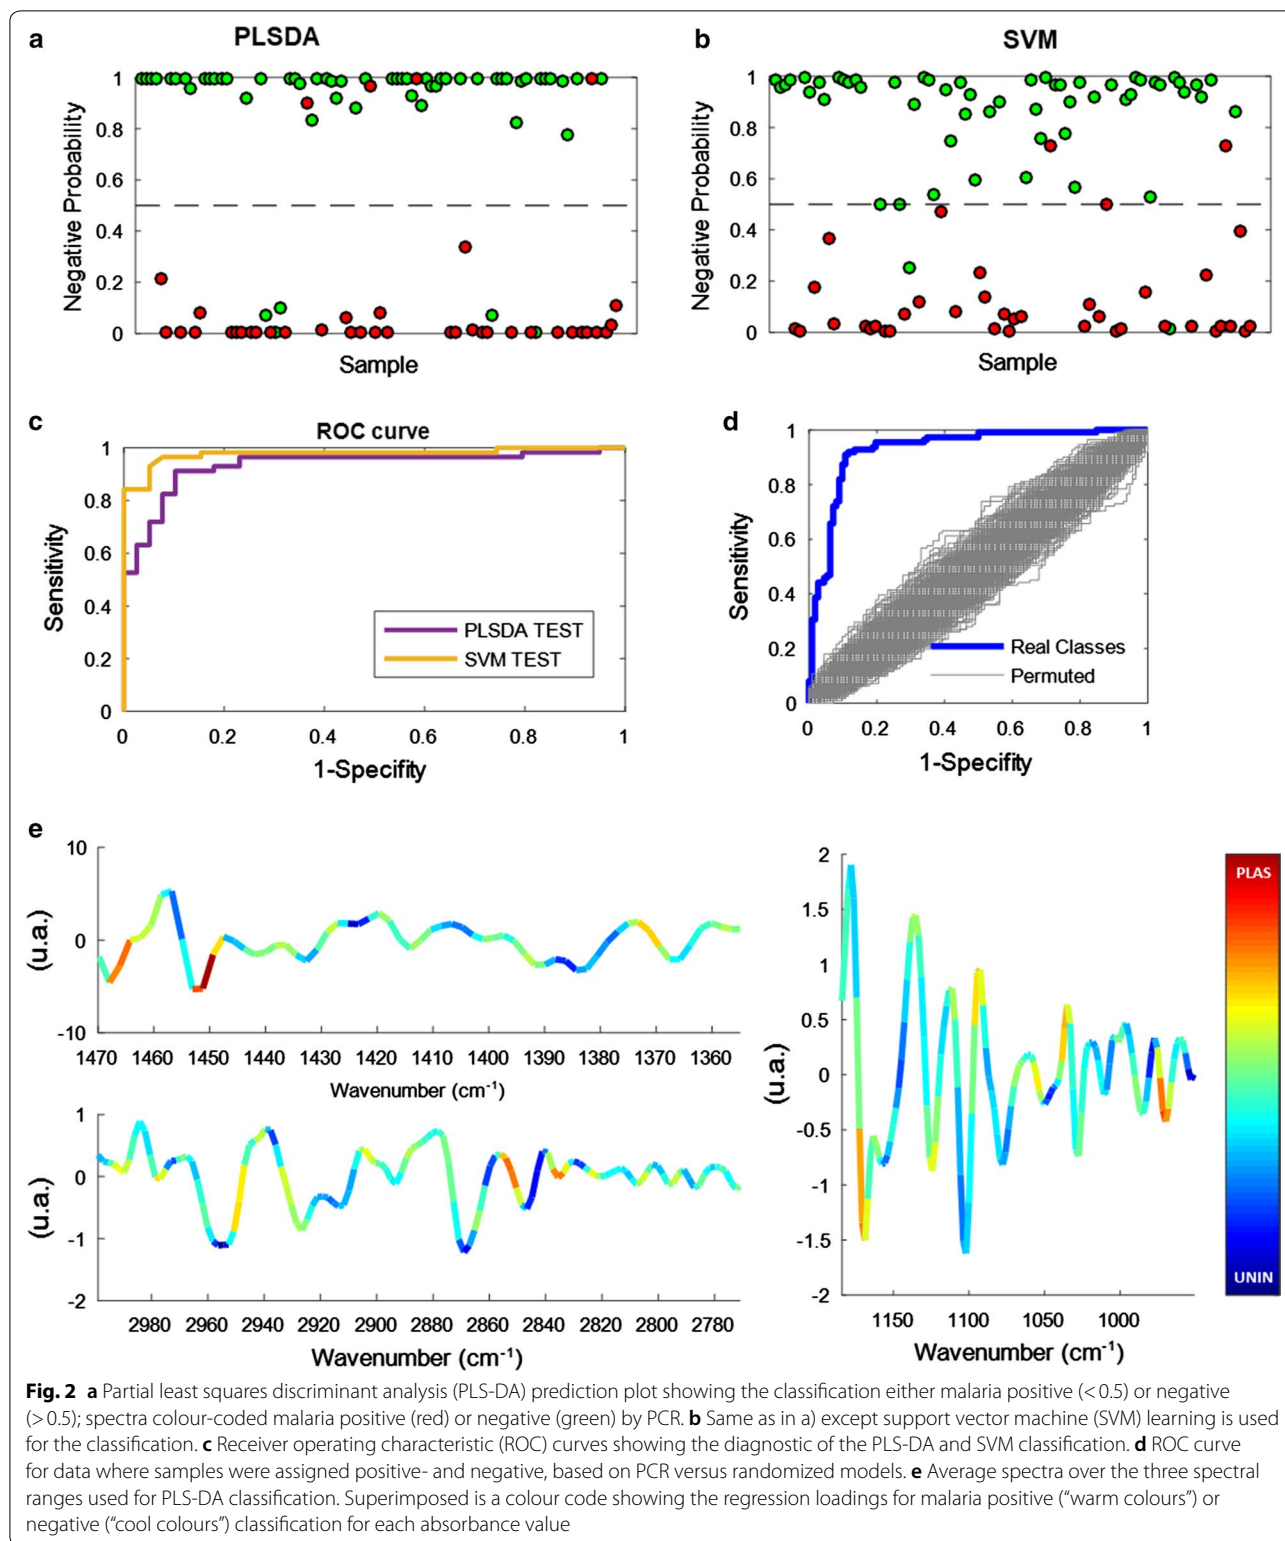 a
PLSDA
1
0.8
0.6
0.4
0.2
0
Negative Probability
Sample
b
SVM
1
0.8
0.6
0.4
0.2
0
Negative Probability
Sample
c
ROC curve
1
0.8
0.6
0.4
0.2
0
Sensitivity
PLSDA TEST
SVM TEST
0 0.2 0.4 0.6 0.8 1
1-Specifity
d
1
0.8
0.6
0.4
0.2
0
Sensitivity
Real Classes
Permuted
0 0.2 0.4 0.6 0.8 1
1-Specifity
e
10
0
-10
(u.a.)
1470 1460 1450 1440 1430 1420 1410 1400 1390 1380 1370 1360
Wavenumber (cm⁻¹)
1
0
-1
-2
(u.a.)
2980 2960 2940 2920 2900 2880 2860 2840 2820 2800 2780
Wavenumber (cm⁻¹)
2
1.5
1
0.5
0
-0.5
-1
-1.5
-2
(u.a.)
1150 1100 1050 1000
Wavenumber (cm⁻¹)
PLAS
UNIN
Fig. 2 a Partial least squares discriminant analysis (PLS-DA) prediction plot showing the classification either malaria positive (< 0.5) or negative
(> 0.5); spectra colour-coded malaria positive (red) or negative (green) by PCR. b Same as in a) except support vector machine (SVM) learning is used
for the classification. c Receiver operating characteristic (ROC) curves showing the diagnostic of the PLS-DA and SVM classification. d ROC curve
for data where samples were assigned positive- and negative, based on PCR versus randomized models. e Average spectra over the three spectral
ranges used for PLS-DA classification. Superimposed is a colour code showing the regression loadings for malaria positive (“warm colours”) or
negative (“cool colours”) classification for each absorbance value